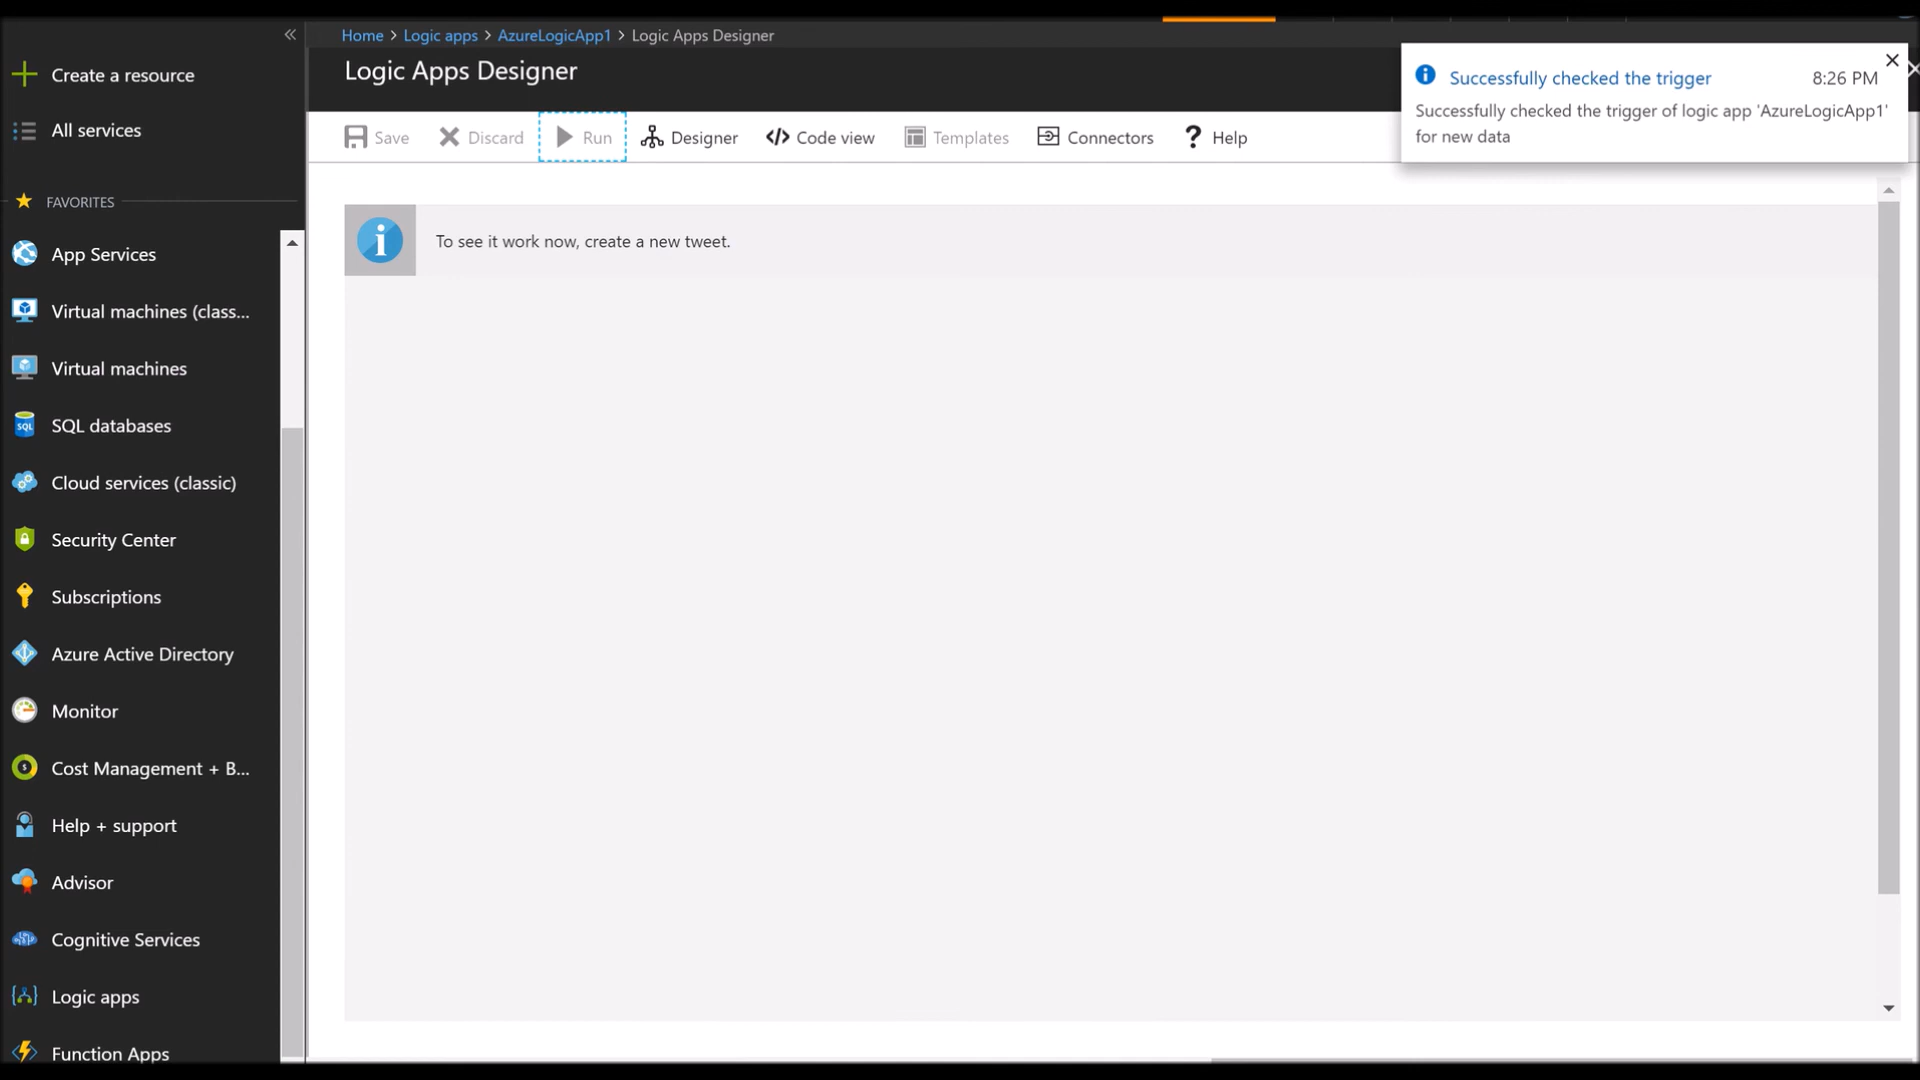 Home > Logic apps > AzureLogicApp1 > Logic Apps Designer
Logic Apps Designer
Successfully checked the trigger 8:26 PM
Successfully checked the trigger of logic app 'AzureLogicApp1'
for new data
Save Discard Run Designer Code view Templates Connectors Help
To see it work now, create a new tweet.
Create a resource
All services
FAVORITES
App Services
Virtual machines (class...
Virtual machines
SQL databases
Cloud services (classic)
Security Center
Subscriptions
Azure Active Directory
Monitor
Cost Management + B...
Help + support
Advisor
Cognitive Services
Logic apps
Function Apps